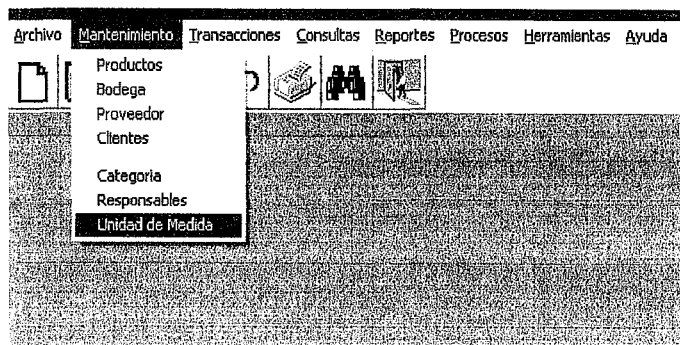 Archivo Mantenimiento Transacciones Consultas Reportes Procesos Herramientas Ayuda
Productos
Bodega
Proveedor
Clientes
Categoria
Responsables
Unidad de Medida